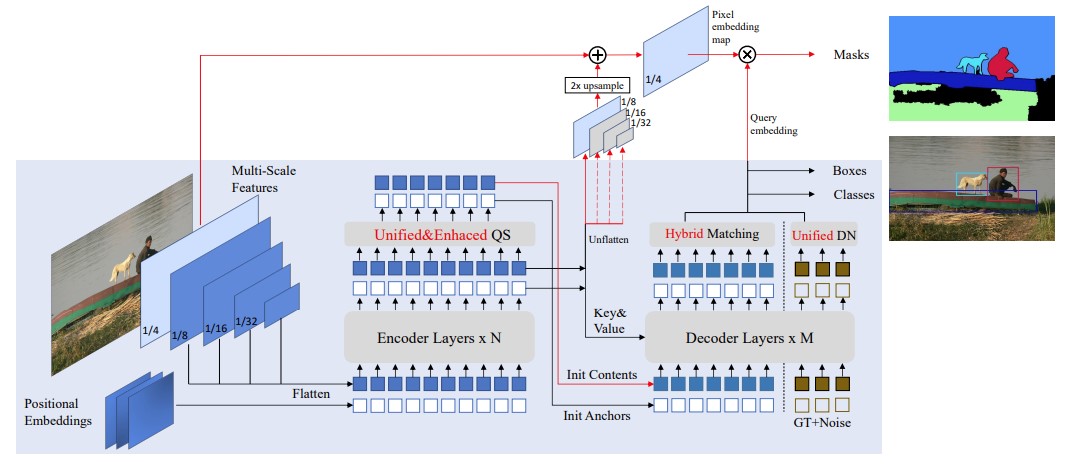 Pixel
embedding
map
Masks
1/4
2x upsample
1/8
1/16
1/32
Query
embedding
Multi-Scale
Features
Boxes
Classes
Unified&Enhaced QS
Unflatten
Hybrid Matching
Unified DN
1/4
1/8
1/16
1/32
Key&
Value
Encoder Layers x N
Decoder Layers x M
Init Contents
Flatten
Positional
Embeddings
Init Anchors
GT+Noise